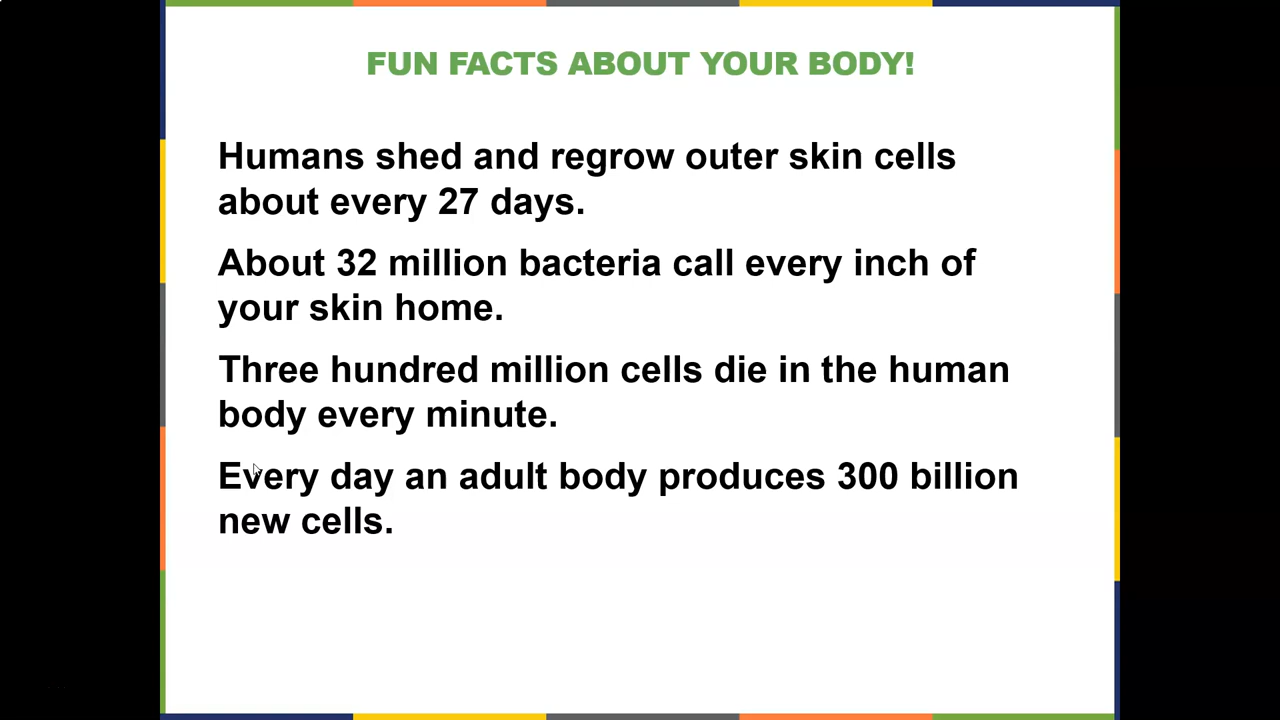 FUN FACTS ABOUT YOUR BODY!
Humans shed and regrow outer skin cells
about every 27 days.
About 32 million bacteria call every inch of
your skin home.
Three hundred million cells die in the human
body every minute.
Every day an adult body produces 300 billion
new cells.